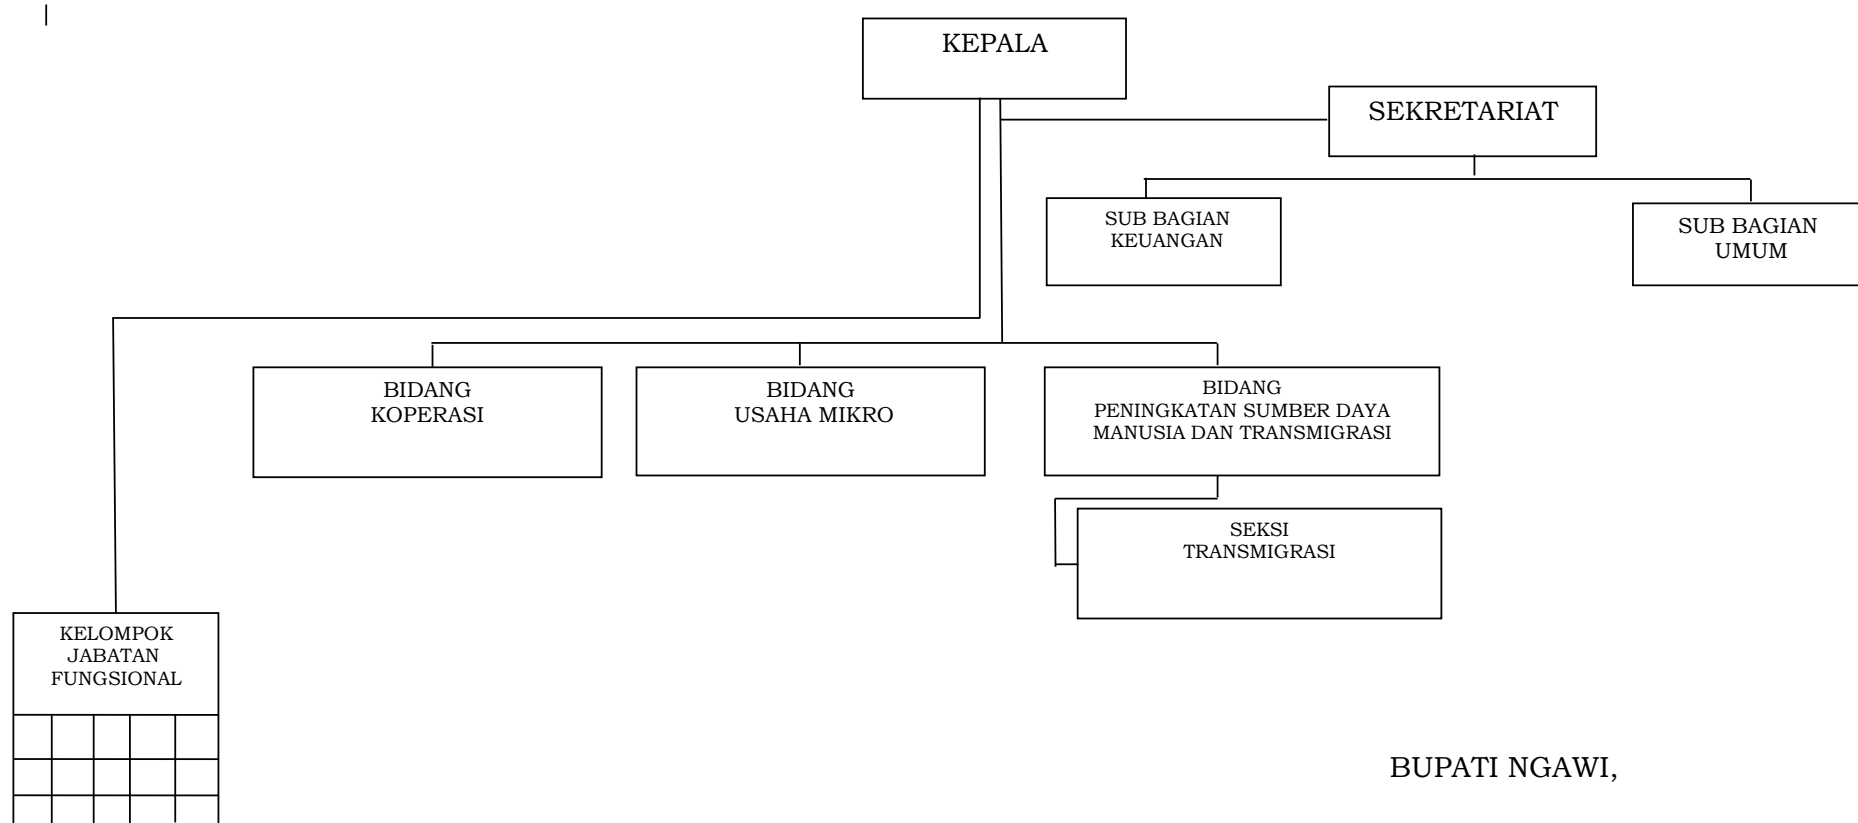 KEPALA
SEKRETARIAT
SUB BAGIAN
KEUANGAN
SUB BAGIAN
UMUM
BIDANG
KOPERASI
BIDANG
USAHA MIKRO
BIDANG
PENINGKATAN SUMBER DAYA
MANUSIA DAN TRANSMIGRASI
SEKSI
TRANSMIGRASI
KELOMPOK
JABATAN
FUNGSIONAL
BUPATI NGAWI,